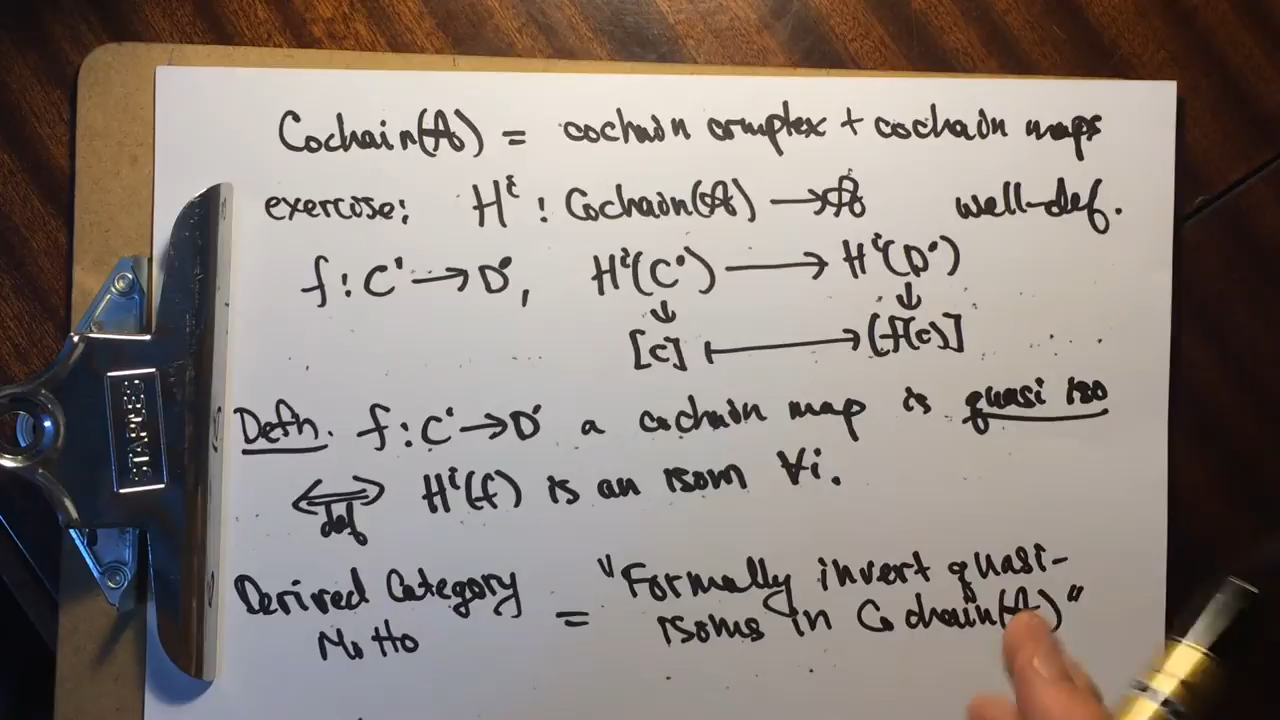 Cochain(A) = cochain complex + cochain maps
exercise: Hⁱ : Cochain(A) → A well-def.
f : C• → D•, Hⁱ(C•) → Hⁱ(D•)
↓ ↓
[c] ↦ [f(c)]
Defn. f : C• → D• a cochain map is quasi iso
⟺ Hⁱ(f) is an isom ∀i.
def
Derived Category = "Formally invert quasi-
Motto isoms in Cochain(A)"
STAPLES